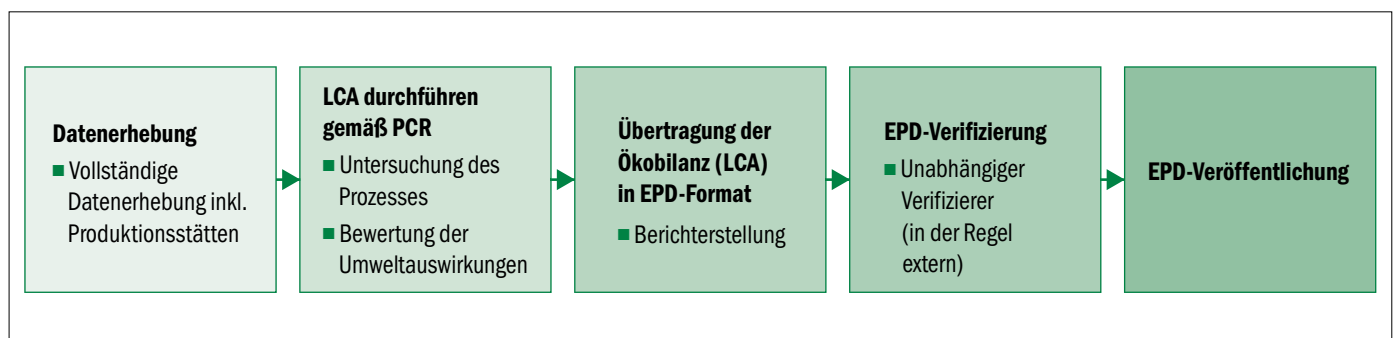 Datenerhebung
■ Vollständige
Datenerhebung inkl.
Produktionsstätten
LCA durchführen
gemäß PCR
■ Untersuchung des
Prozesses
■ Bewertung der
Umweltauswirkungen
Übertragung der
Ökobilanz (LCA)
in EPD-Format
■ Berichterstellung
EPD-Verifizierung
■ Unabhängiger
Verifizierer
(in der Regel
extern)
EPD-Veröffentlichung